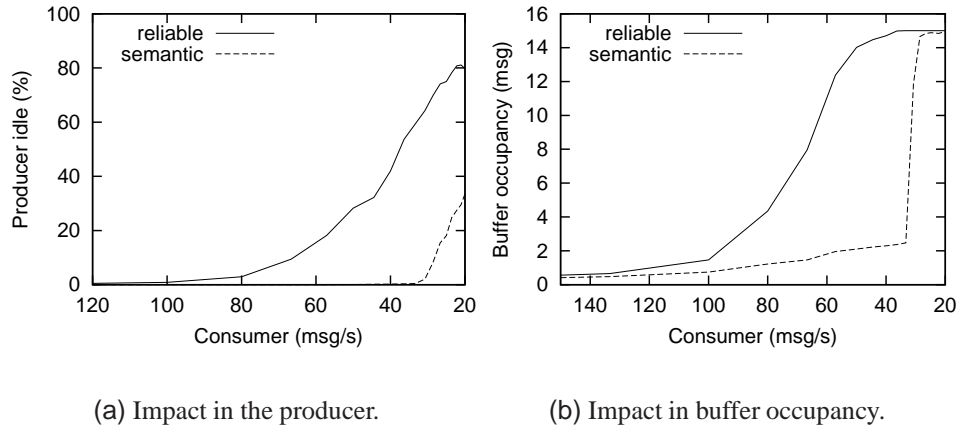 reliable
semantic
100
80
60
40
20
0
Producer idle (%)
120 100 80 60 40 20
Consumer (msg/s)
(a) Impact in the producer.
reliable
semantic
16
14
12
10
8
6
4
2
0
Buffer occupancy (msg)
140 120 100 80 60 40 20
Consumer (msg/s)
(b) Impact in buffer occupancy.